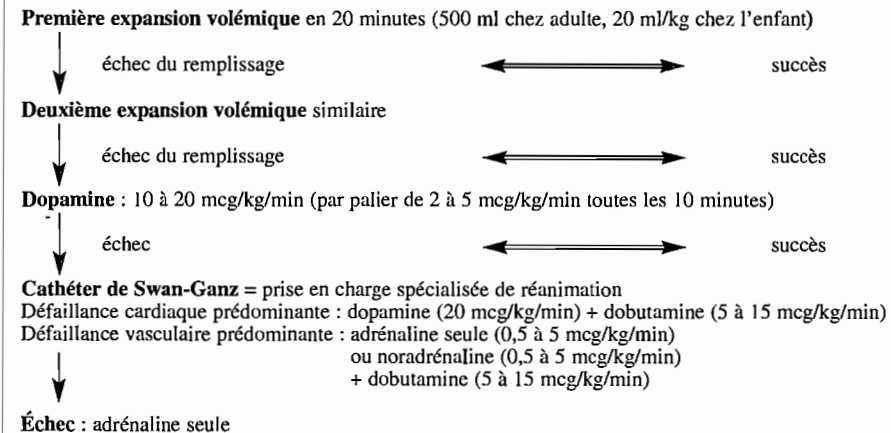 Première expansion volémique en 20 minutes (500 ml chez adulte, 20 ml/kg chez l'enfant)
échec du remplissage succès
Deuxième expansion volémique similaire
échec du remplissage succès
Dopamine : 10 à 20 mcg/kg/min (par palier de 2 à 5 mcg/kg/min toutes les 10 minutes)
échec succès
Cathéter de Swan-Ganz = prise en charge spécialisée de réanimation
Défaillance cardiaque prédominante : dopamine (20 mcg/kg/min) + dobutamine (5 à 15 mcg/kg/min)
Défaillance vasculaire prédominante : adrénaline seule (0,5 à 5 mcg/kg/min)
ou noradrénaline (0,5 à 5 mcg/kg/min)
+ dobutamine (5 à 15 mcg/kg/min)
Échec : adrénaline seule